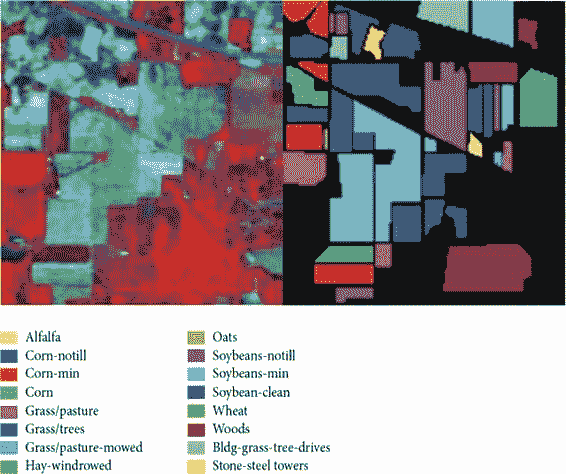 Alfalfa
Corn-notill
Corn-min
Corn
Grass/pasture
Grass/trees
Grass/pasture-mowed
Hay-windrowed
Oats
Soybeans-notill
Soybeans-min
Soybean-clean
Wheat
Woods
Bldg-grass-tree-drives
Stone-steel towers